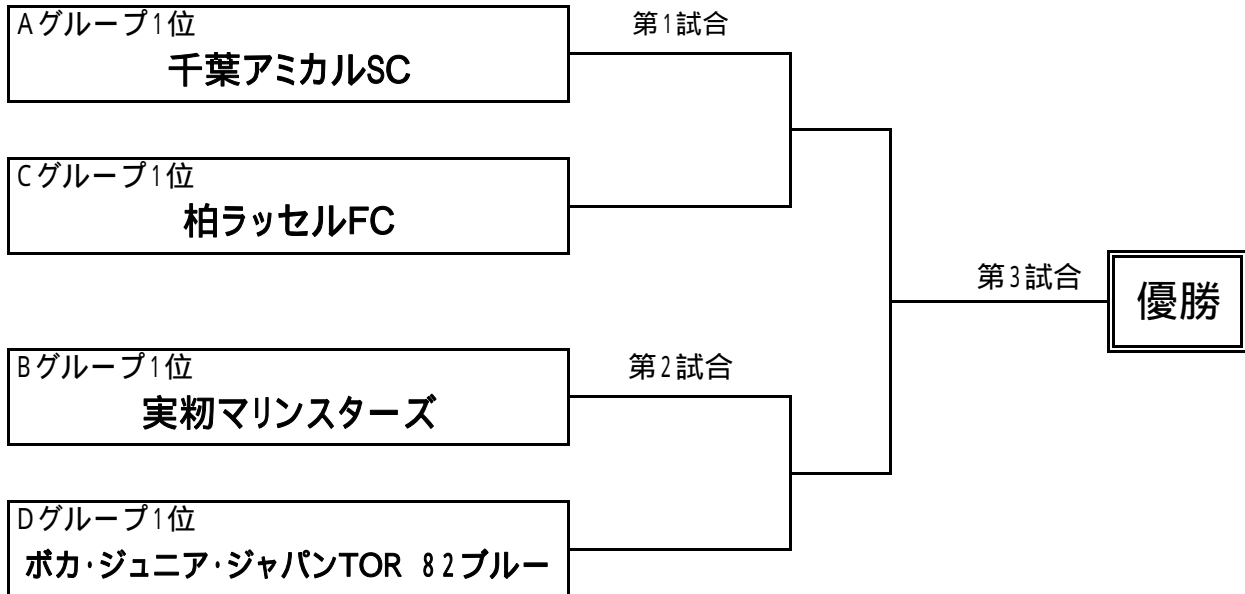 Aグループ1位
第1試合
千葉アミカルSC
Cグループ1位
柏ラッセルFC
第3試合
優勝
Bグループ1位
第2試合
実籾マリンスターズ
Dグループ1位
ボカ・ジュニア・ジャパンTOR 82ブルー